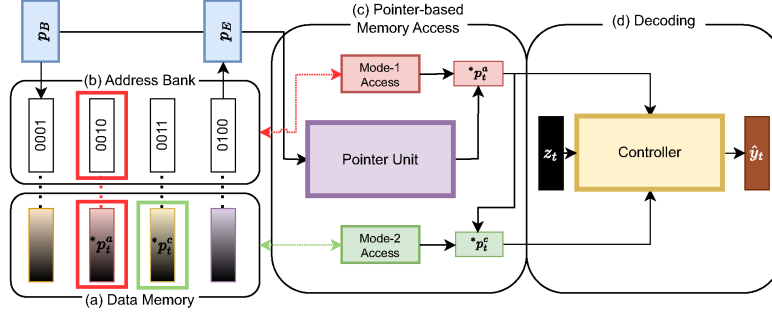 p_B
p_E
(c) Pointer-based
Memory Access
(d) Decoding
(b) Address Bank
0001
0010
0011
0100
Mode-1
Access
*p_t^a
Pointer Unit
z_t
Controller
ŷ_t
*p_t^a
*p_t^c
Mode-2
Access
*p_t^c
(a) Data Memory